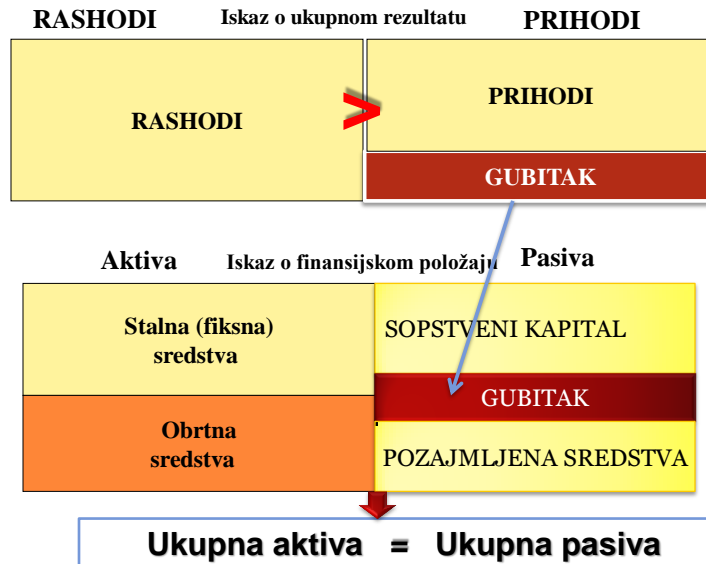 RASHODI
Iskaz o ukupnom rezultatu
PRIHODI
RASHODI
>
PRIHODI
GUBITAK
Aktiva
Iskaz o finansijskom položaju
Pasiva
Stalna (fiksna)
sredstva
SOPSTVENI KAPITAL
GUBITAK
Obrtna
sredstva
POZAJMLJENA SREDSTVA
Ukupna aktiva = Ukupna pasiva